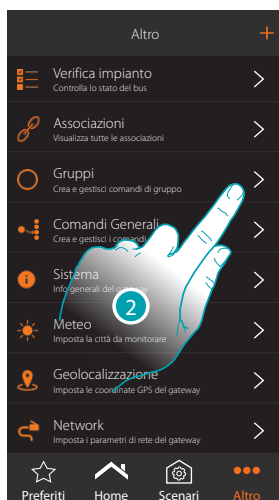 Altro
+
Verifica impianto
Controlla lo stato del bus
Associazioni
Visualizza tutte le associazioni
Gruppi
Crea e gestisci comandi di gruppo
Comandi Generali
Crea e gestisci i comandi
Sistema
Info generali del gateway
2
Meteo
Imposta la città da monitorare
Geolocalizzazione
Imposta le coordinate GPS del gateway
Network
Imposta i parametri di rete del gateway
Preferiti Home Scenari Altro